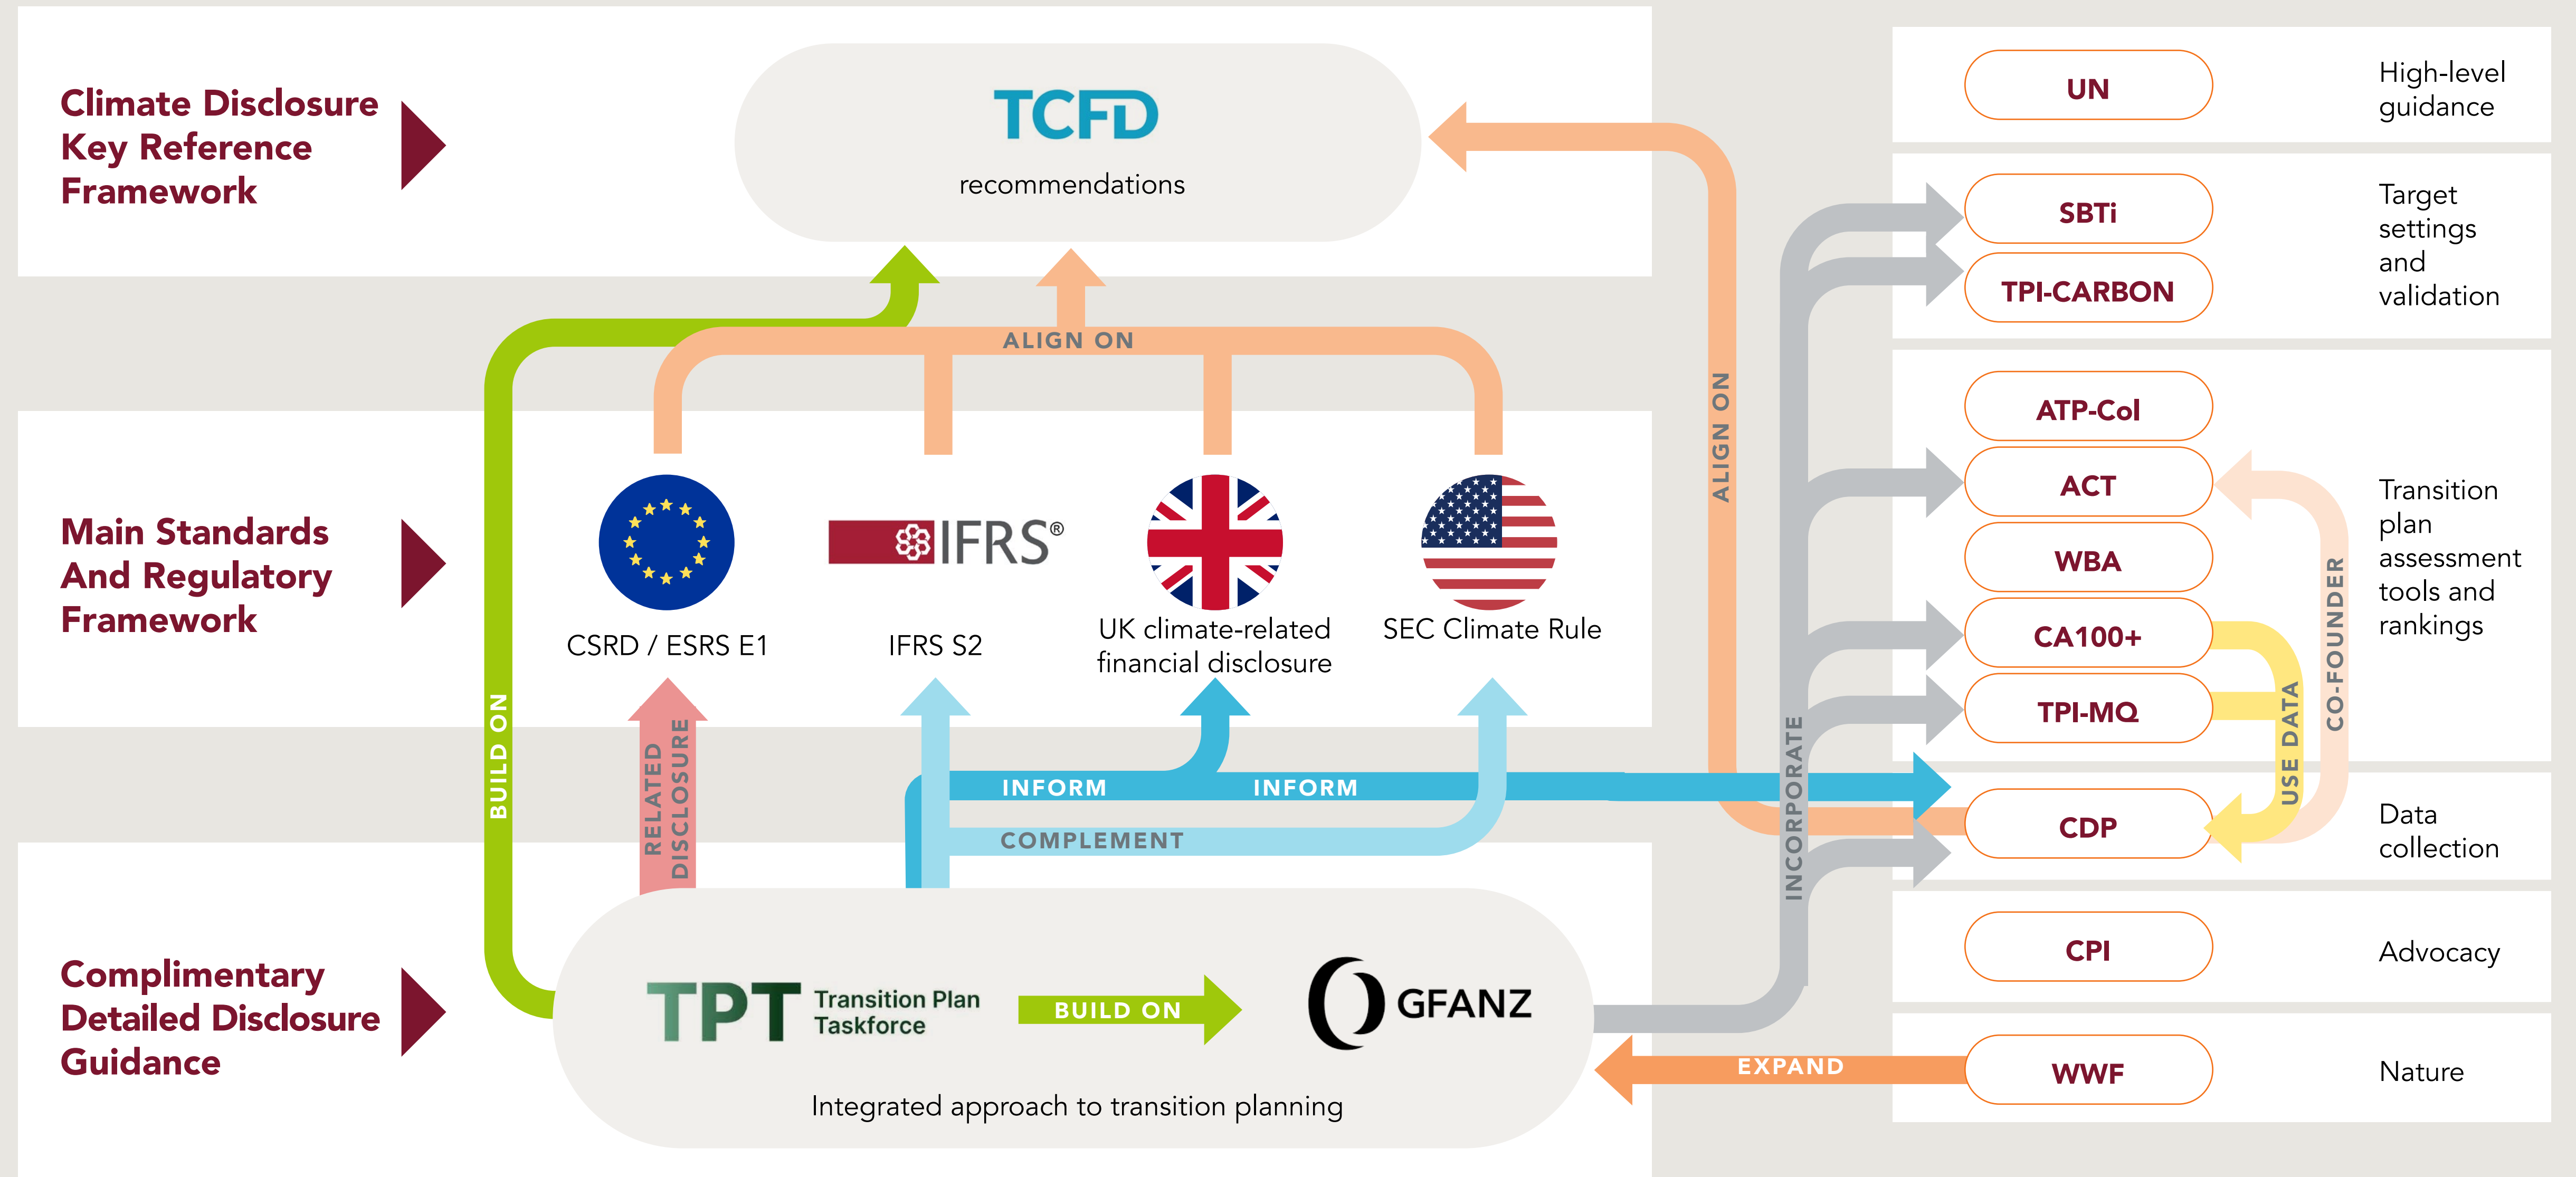 Climate Disclosure
Key Reference
Framework
TCFD
recommendations
ALIGN ON
Main Standards
And Regulatory
Framework
IFRS®
CSRD / ESRS E1
IFRS S2
UK climate-related
financial disclosure
SEC Climate Rule
BUILD ON
RELATED
DISCLOSURE
INFORM
INFORM
COMPLEMENT
Complimentary
Detailed Disclosure
Guidance
TPT
Transition Plan
Taskforce
BUILD ON
GFANZ
Integrated approach to transition planning
ALIGN ON
INCORPORATE
EXPAND
UN
High-level
guidance
SBTi
TPI-CARBON
Target
settings
and
validation
ATP-Col
ACT
WBA
CA100+
TPI-MQ
Transition
plan
assessment
tools and
rankings
USE DATA
CO-FOUNDER
CDP
Data
collection
CPI
Advocacy
WWF
Nature